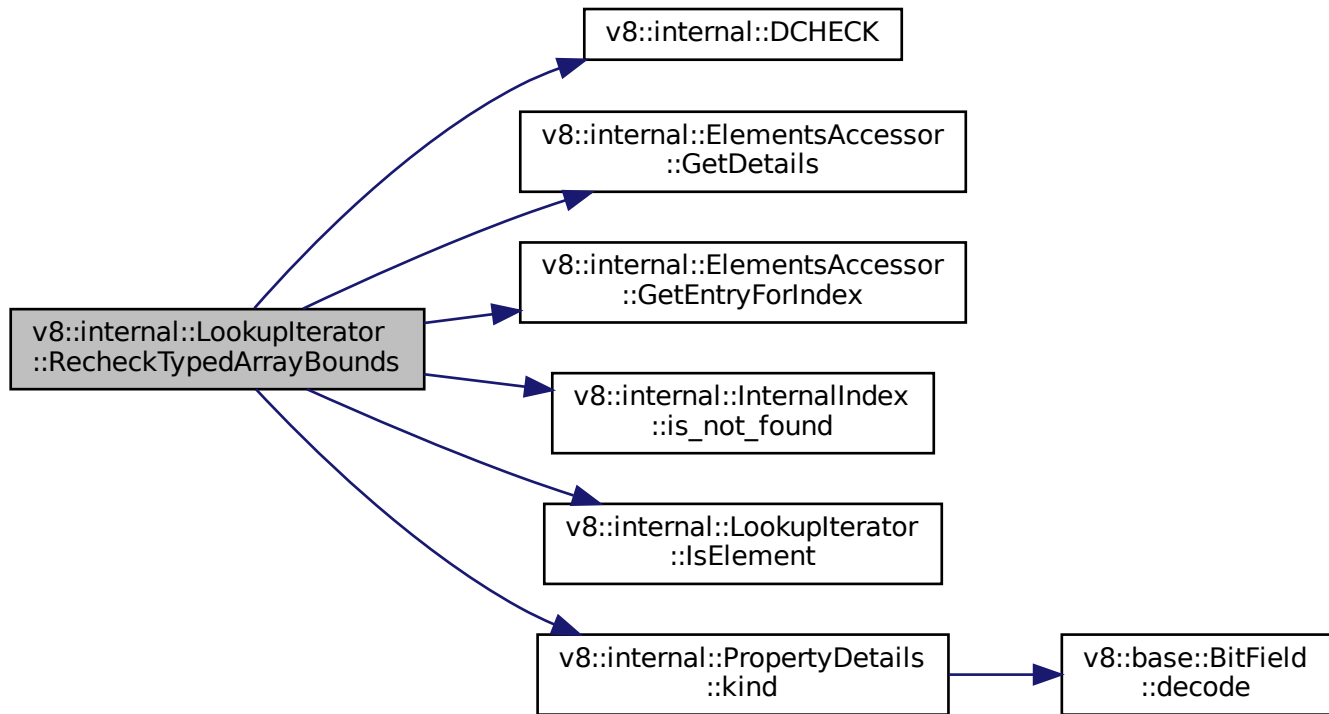 v8::internal::DCHECK
v8::internal::ElementsAccessor
::GetDetails
v8::internal::ElementsAccessor
::GetEntryForIndex
v8::internal::LookupIterator
::RecheckTypedArrayBounds
v8::internal::InternalIndex
::is_not_found
v8::internal::LookupIterator
::IsElement
v8::internal::PropertyDetails
::kind
v8::base::BitField
::decode